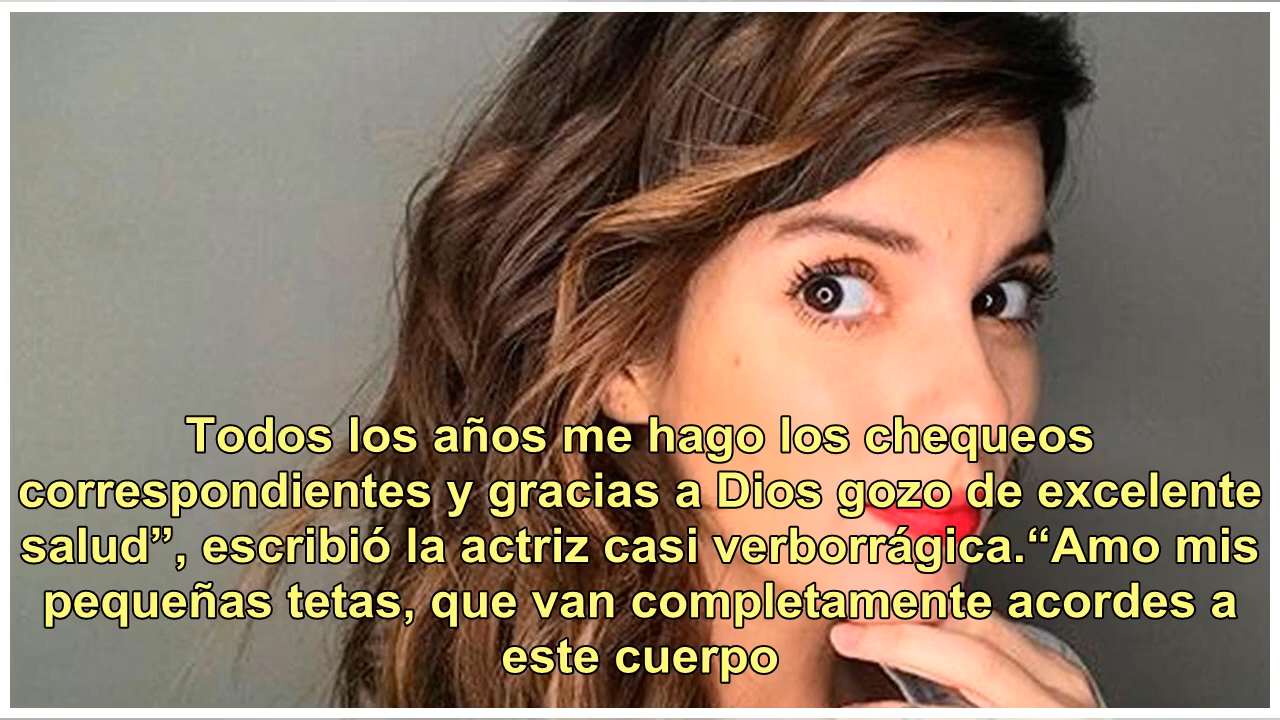 Todos los años me hago los chequeos
correspondientes y gracias a Dios gozo de excelente
salud”, escribió la actriz casi verborrágica.“Amo mis
pequeñas tetas, que van completamente acordes a
este cuerpo